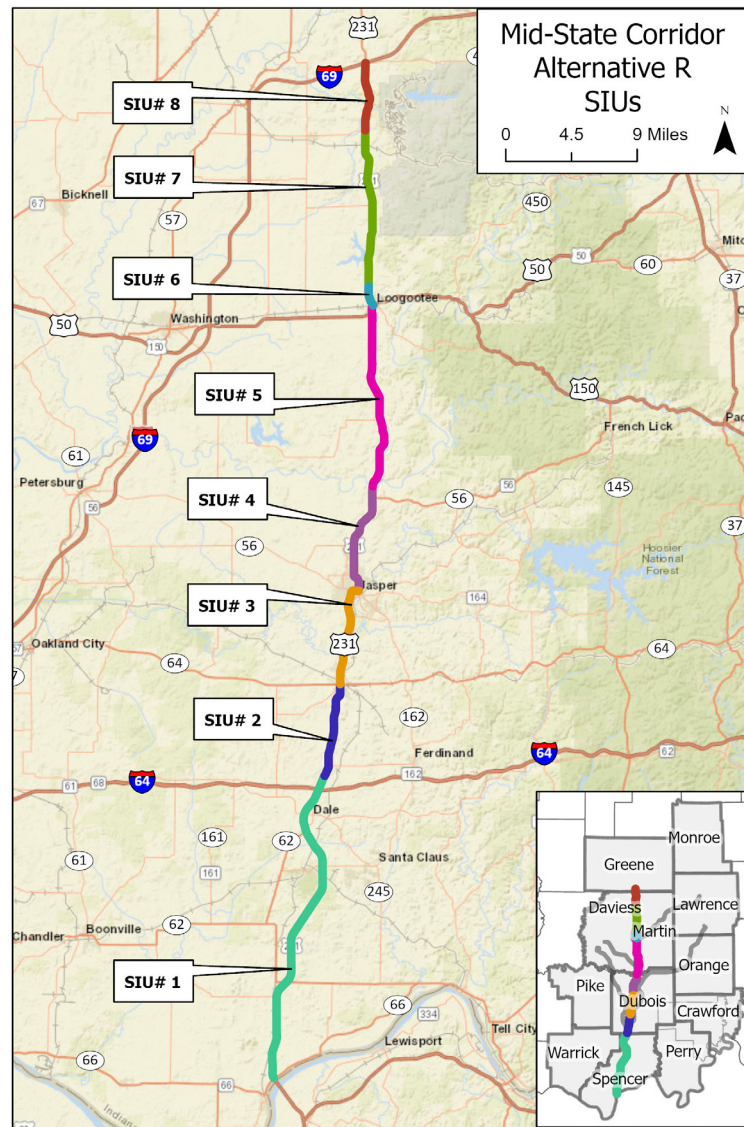 231
Mid-State Corridor
Alternative R
SIUs
0 4.5 9 Miles
N
69
SIU# 8
SIU# 7
Bicknell
67
57
450
SIU# 6
Loogootee
50
50
60
37
50
Washington
150
SIU# 5
150
French Lick
69
61
Petersburg
56
SIU# 4
56
56
145
56
37
Hoosier
National
Forest
Jasper
SIU# 3
164
231
Oakland City
64
64
SIU# 2
162
Ferdinand
64
62
64
61
68
162
Dale
161
62
61
161
Santa Claus
245
62
Boonville
Chandler
SIU# 1
66
334
Tell City
66
Lewisport
66
Monroe
Greene
Daviess
Lawrence
Martin
Orange
Pike
Dubois
Crawford
Warrick
Perry
Spencer